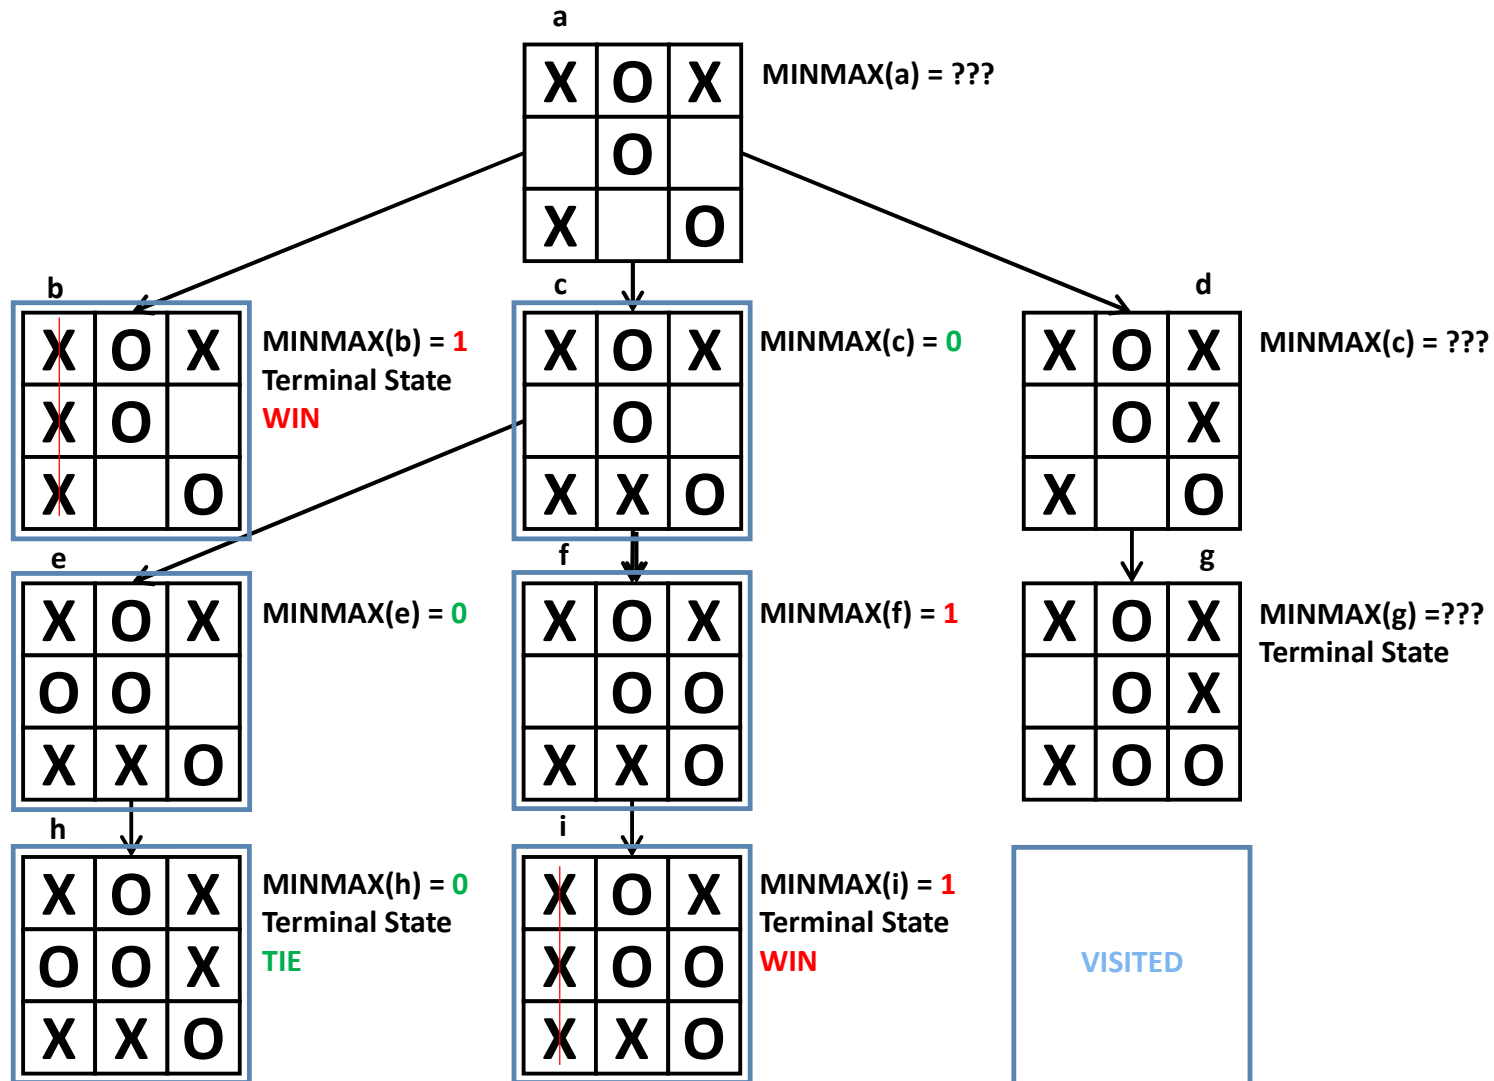 a
X O X
MINMAX(a) = ???
O
X O
b
X O X
X O
X O
MINMAX(b) = 1
Terminal State
WIN
c
X O X
O
X X O
MINMAX(c) = 0
d
X O X
O X
X O
MINMAX(c) = ???
e
X O X
O O
X X O
MINMAX(e) = 0
f
X O X
O O
X X O
MINMAX(f) = 1
g
X O X
O X
X O O
MINMAX(g) =???
Terminal State
h
X O X
O O X
X X O
MINMAX(h) = 0
Terminal State
TIE
i
X O X
X O O
X X O
MINMAX(i) = 1
Terminal State
WIN
VISITED